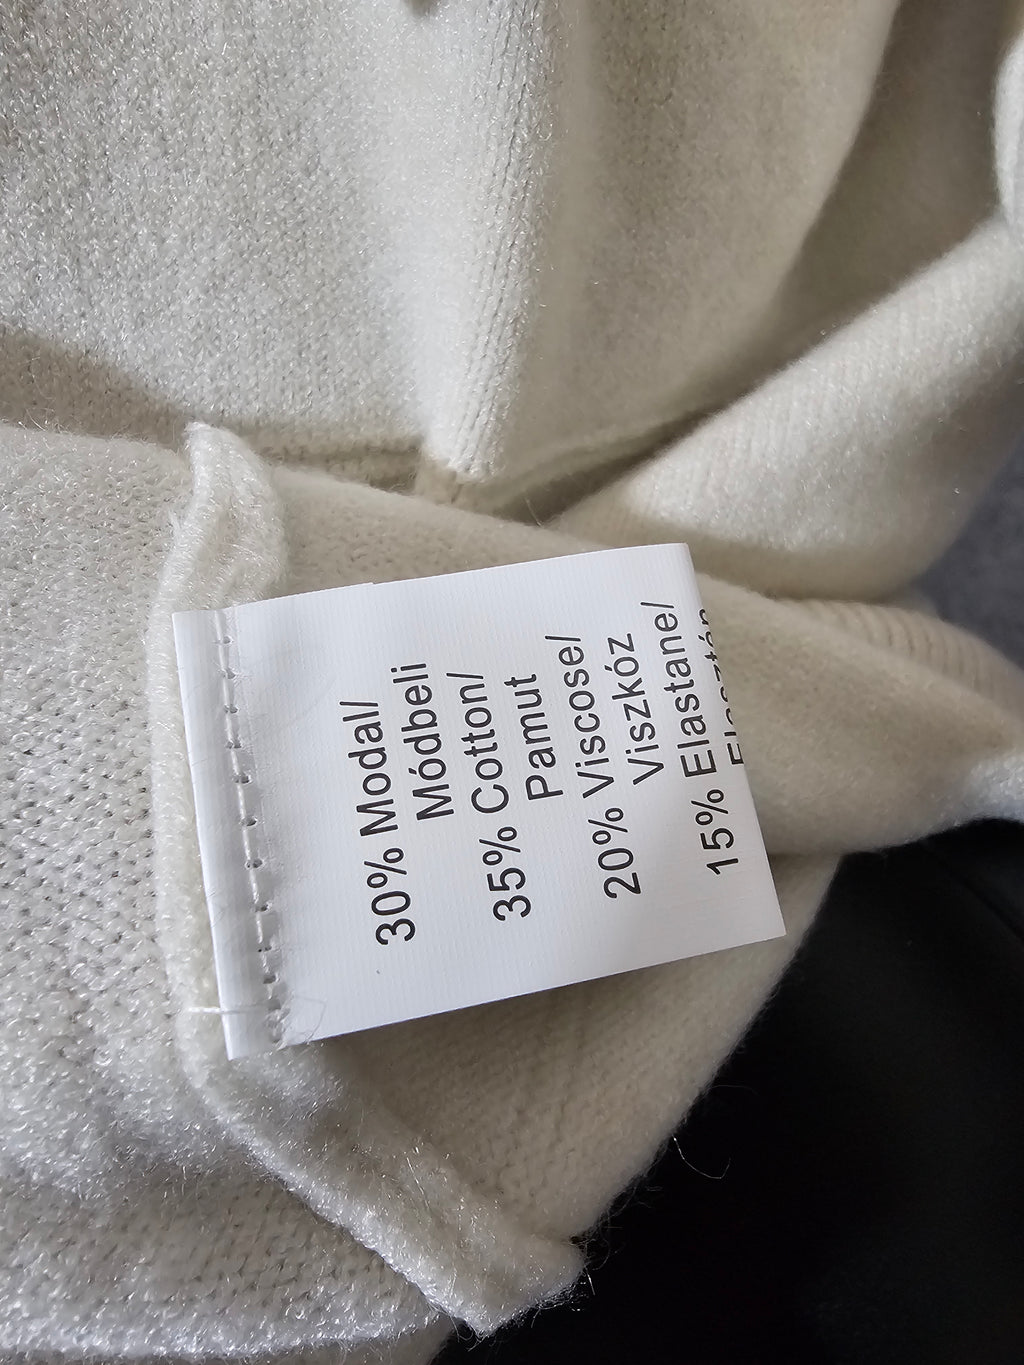 30% Modal/
Módbeli
35% Cotton/
Pamut
20% Viscose/
Viszkóz
15% Elastane/